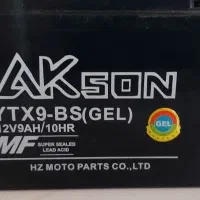 AKSON
YTX9-BS(GEL)
12V9AH/10HR
MF SUPER SEALED
LEAD ACID
GEL
HZ MOTO PARTS CO.,LTD